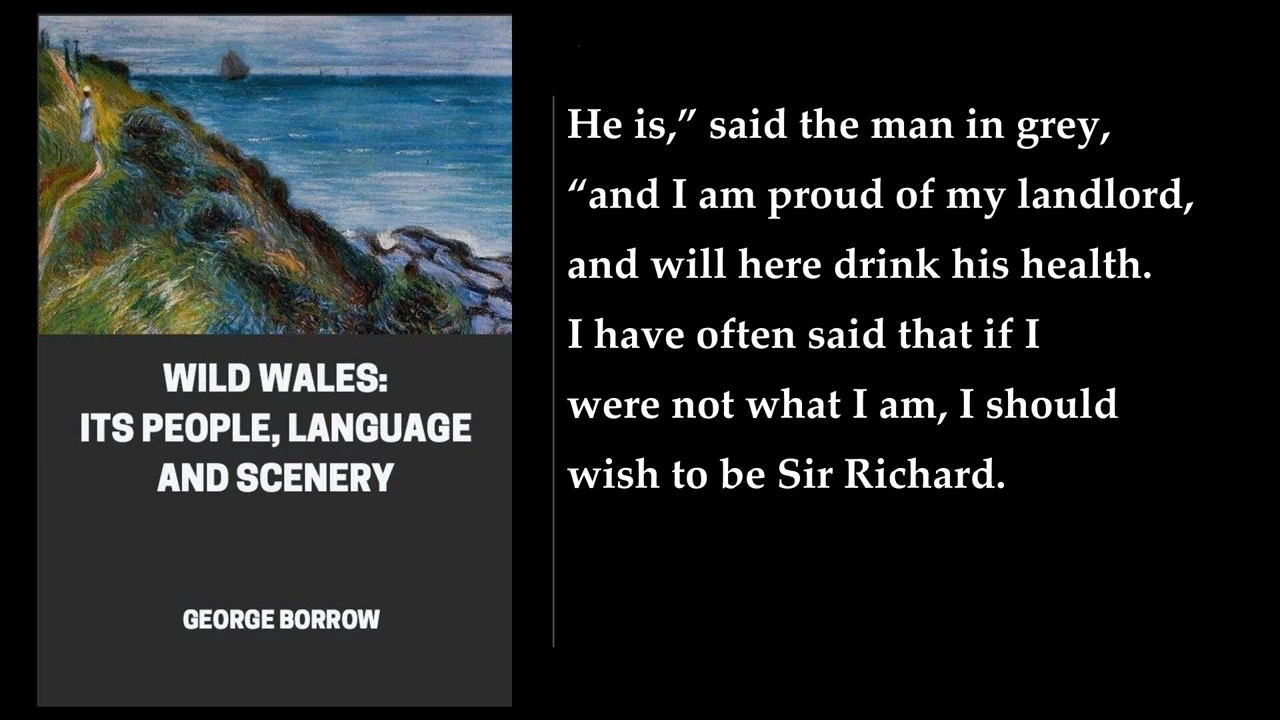 WILD WALES:
ITS PEOPLE, LANGUAGE
AND SCENERY
GEORGE BORROW
He is,” said the man in grey,
“and I am proud of my landlord,
and will here drink his health.
I have often said that if I
were not what I am, I should
wish to be Sir Richard.